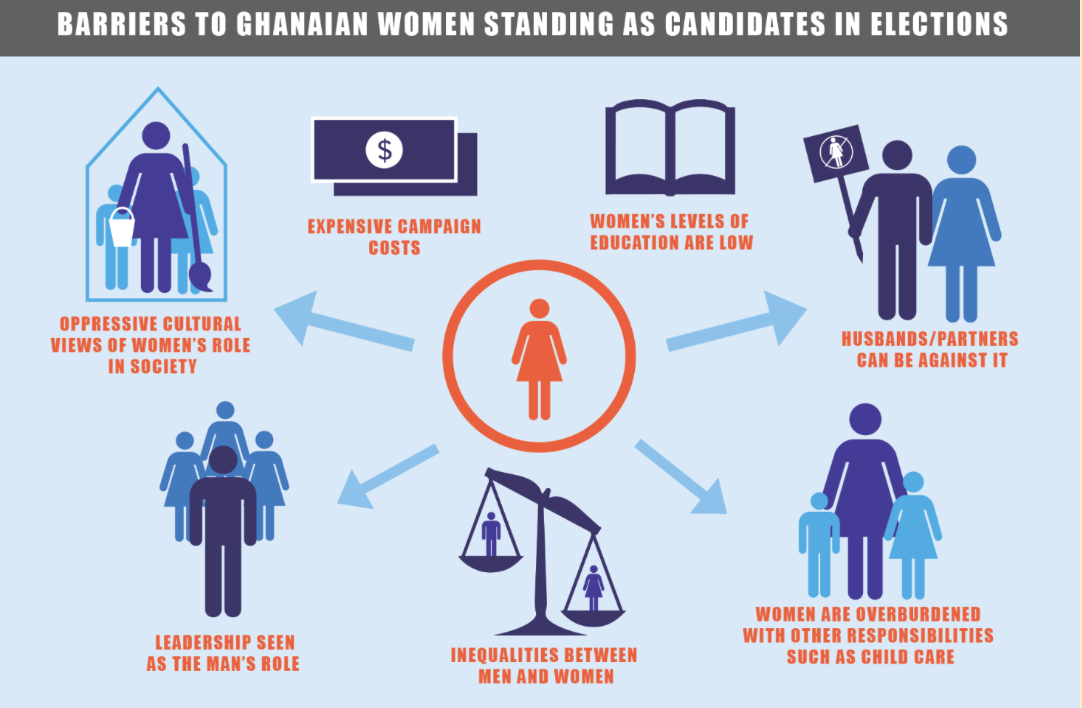 BARRIERS TO GHANAIAN WOMEN STANDING AS CANDIDATES IN ELECTIONS
$
EXPENSIVE CAMPAIGN
COSTS
WOMEN'S LEVELS OF
EDUCATION ARE LOW
OPPRESSIVE CULTURAL
VIEWS OF WOMEN'S ROLE
IN SOCIETY
HUSBANDS/PARTNERS
CAN BE AGAINST IT
LEADERSHIP SEEN
AS THE MAN'S ROLE
INEQUALITIES BETWEEN
MEN AND WOMEN
WOMEN ARE OVERBURDENED
WITH OTHER RESPONSIBILITIES
SUCH AS CHILD CARE